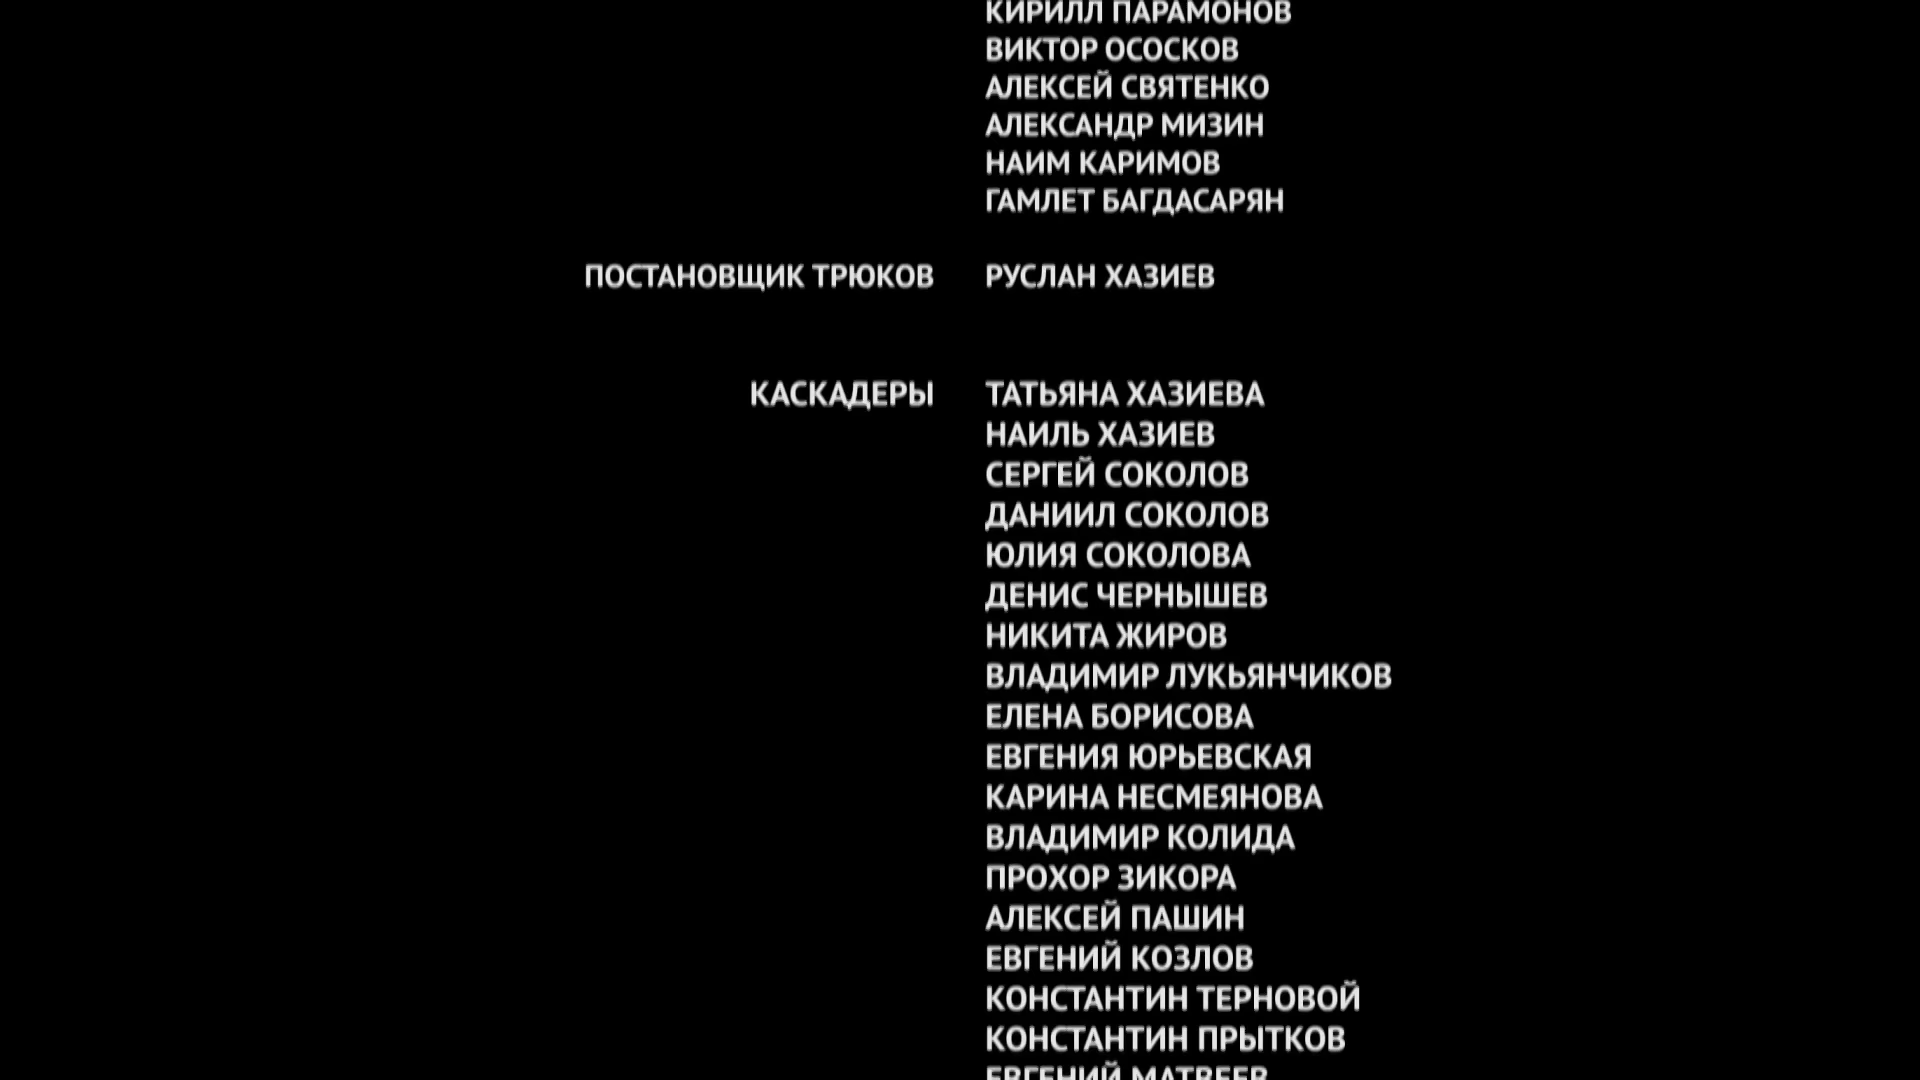 КИРИЛЛ ПАРАМОНОВ
ВИКТОР ОСОСКОВ
АЛЕКСЕЙ СВЯТЕНКО
АЛЕКСАНДР МИЗИН
НАИМ КАРИМОВ
ГАМЛЕТ БАГДАСАРЯН
ПОСТАНОВЩИК ТРЮКОВ РУСЛАН ХАЗИЕВ
КАСКАДЕРЫ ТАТЬЯНА ХАЗИЕВА
НАИЛЬ ХАЗИЕВ
СЕРГЕЙ СОКОЛОВ
ДАНИИЛ СОКОЛОВ
ЮЛИЯ СОКОЛОВА
ДЕНИС ЧЕРНЫШЕВ
НИКИТА ЖИРОВ
ВЛАДИМИР ЛУКЬЯНЧИКОВ
ЕЛЕНА БОРИСОВА
ЕВГЕНИЯ ЮРЬЕВСКАЯ
КАРИНА НЕСМЕЯНОВА
ВЛАДИМИР КОЛИДА
ПРОХОР ЗИКОРА
АЛЕКСЕЙ ПАШИН
ЕВГЕНИЙ КОЗЛОВ
КОНСТАНТИН ТЕРНОВОЙ
КОНСТАНТИН ПРЫТКОВ
ЕВГЕНИЙ МАТВЕЕВ